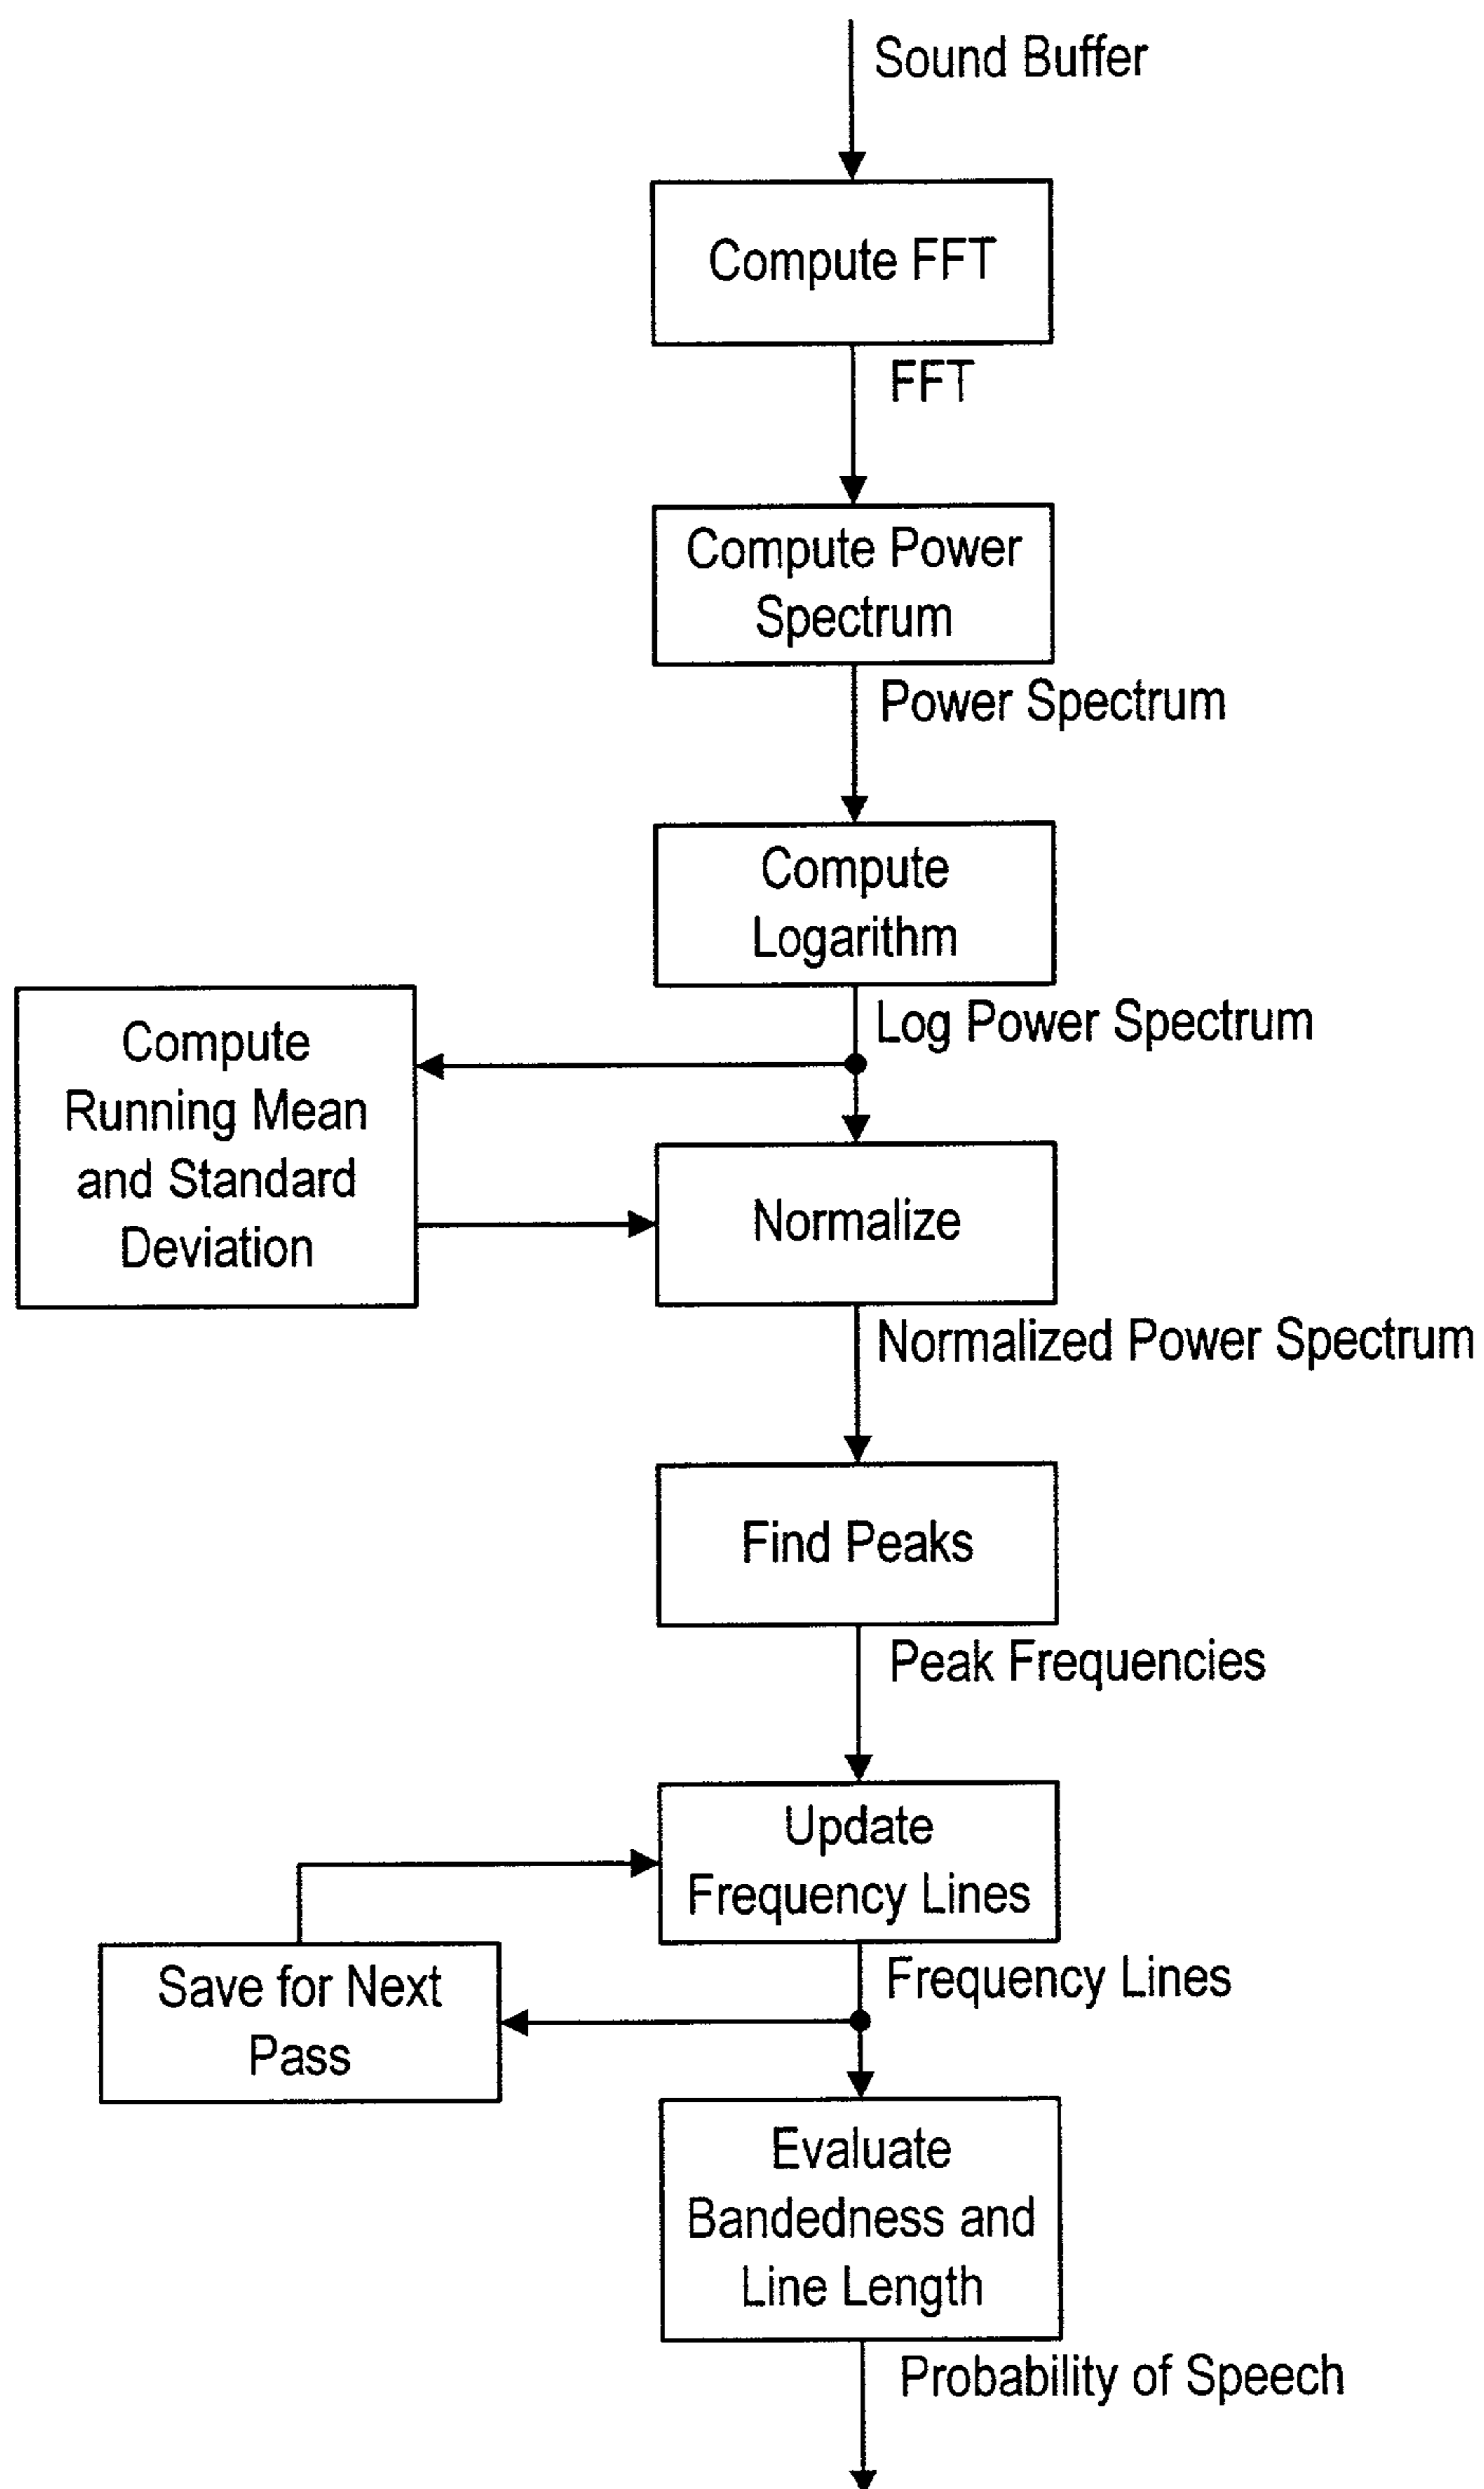 Sound Buffer
Compute FFT
FFT
Compute Power
Spectrum
Power Spectrum
Compute
Logarithm
Log Power Spectrum
Compute
Running Mean
and Standard
Deviation
Normalize
Normalized Power Spectrum
Find Peaks
Peak Frequencies
Update
Frequency Lines
Frequency Lines
Save for Next
Pass
Evaluate
Bandedness and
Line Length
Probability of Speech